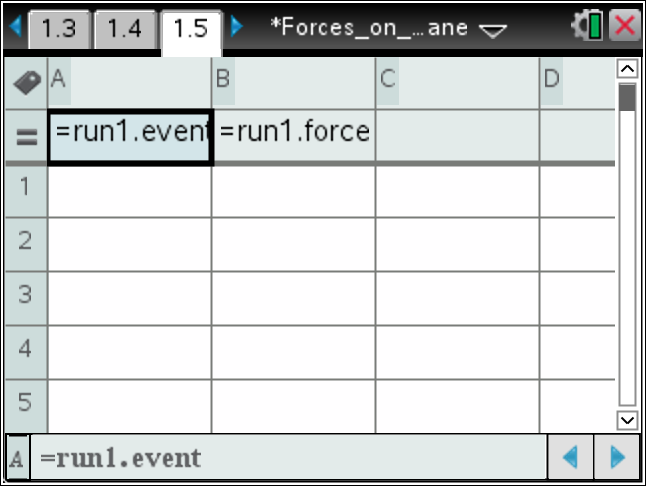 1.3 1.4 1.5 *Forces_on_...ane
A B C D
=run1.event =run1.force
1
2
3
4
5
A =run1.event